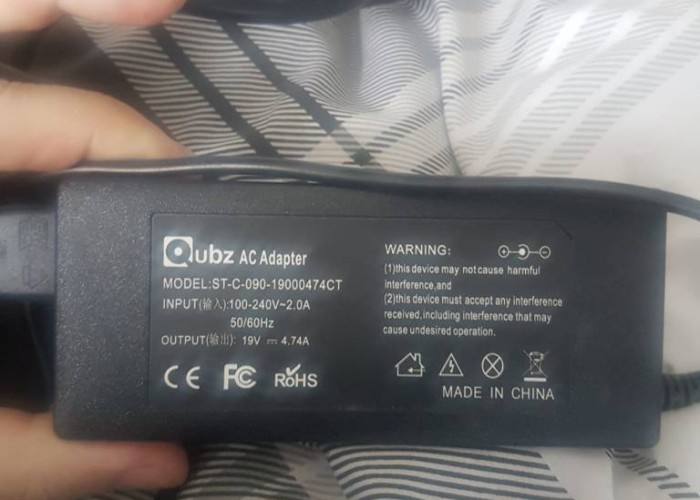 Qubz AC Adapter
MODEL:ST-C-090-19000474CT
INPUT(输入):100-240V~2.0A
50/60Hz
OUTPUT(输出): 19V ⎓ 4.74A
CE FC RoHS
WARNING:
(1)this device may not cause harmful
interference,and
(2)this device must accept any interference
received,including interference that may
cause undesired operation.
MADE IN CHINA